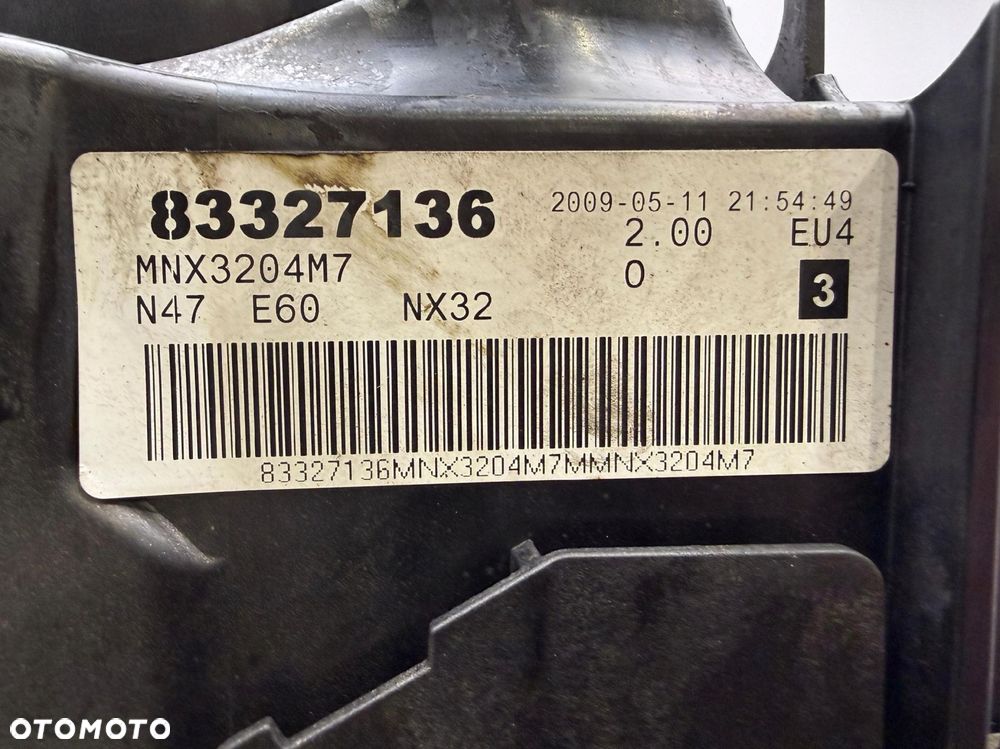 83327136 2009-05-11 21:54:49
2.00 EU4
MNX3204M7 0 3
N47 E60 NX32
83327136MNX3204M7MMNX3204M7
OTOMOTO